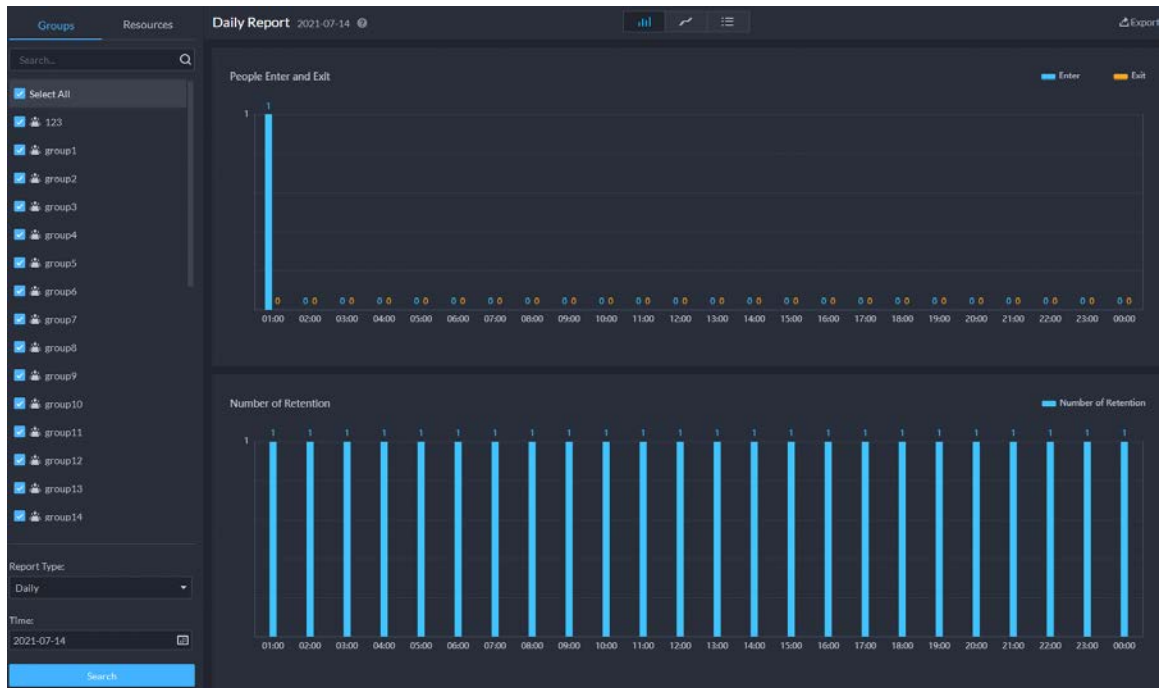 Groups Resources
Search...
Select All
123
group1
group2
group3
group4
group5
group6
group7
group8
group9
group10
group11
group12
group13
group14
Report Type:
Daily
Time:
2021-07-14
Search
Daily Report 2021-07-14
Export
People Enter and Exit
Enter Exit
1
1
0 0 0 0 0 0 0 0 0 0 0 0 0 0 0 0 0 0 0 0 0 0 0 0 0 0 0 0 0 0 0 0 0 0 0 0 0 0 0 0 0 0 0 0 0 0 0
01:00 02:00 03:00 04:00 05:00 06:00 07:00 08:00 09:00 10:00 11:00 12:00 13:00 14:00 15:00 16:00 17:00 18:00 19:00 20:00 21:00 22:00 23:00 00:00
Number of Retention
Number of Retention
1 1 1 1 1 1 1 1 1 1 1 1 1 1 1 1 1 1 1 1 1 1 1 1
1
01:00 02:00 03:00 04:00 05:00 06:00 07:00 08:00 09:00 10:00 11:00 12:00 13:00 14:00 15:00 16:00 17:00 18:00 19:00 20:00 21:00 22:00 23:00 00:00